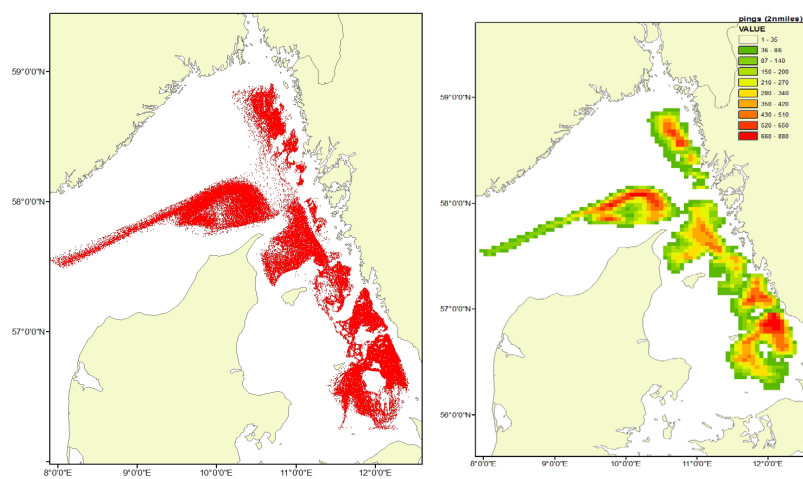 59°0'0"N
58°0'0"N
57°0'0"N
8°0'0"E 9°0'0"E 10°0'0"E 11°0'0"E 12°0'0"E
pings (2nmiles)
VALUE
1 - 35
36 - 86
87 - 140
150 - 200
210 - 270
280 - 340
350 - 420
430 - 510
520 - 650
660 - 880
59°0'0"N
58°0'0"N
57°0'0"N
56°0'0"N
8°0'0"E 9°0'0"E 10°0'0"E 11°0'0"E 12°0'0"E